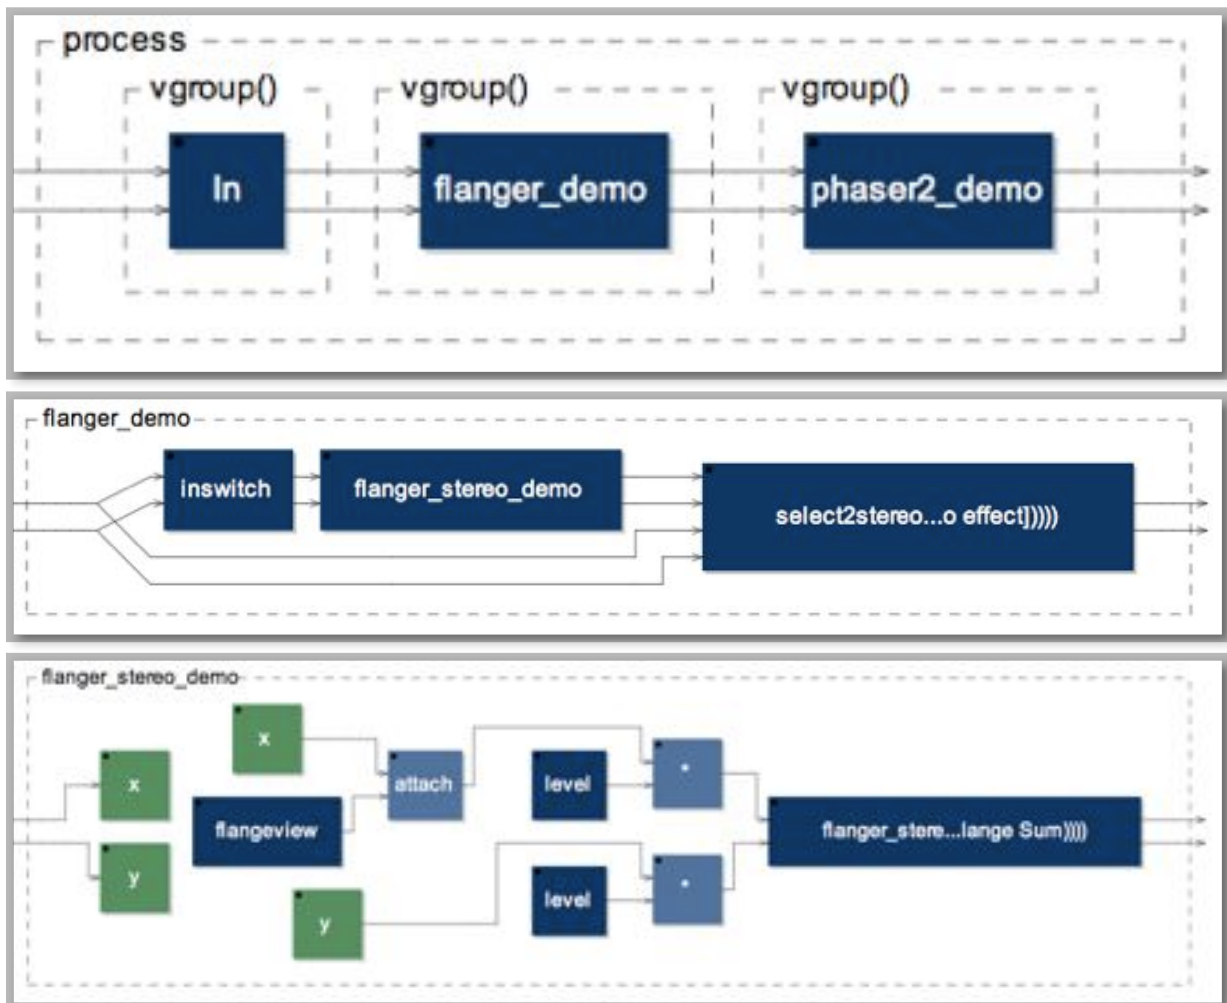 process
vgroup() vgroup() vgroup()
In flanger_demo phaser2_demo
flanger_demo
inswitch flanger_stereo_demo select2stereo...o effect]))))
flanger_stereo_demo
x
x attach level *
flangeview flanger_stere...lange Sum))))
y level *
y